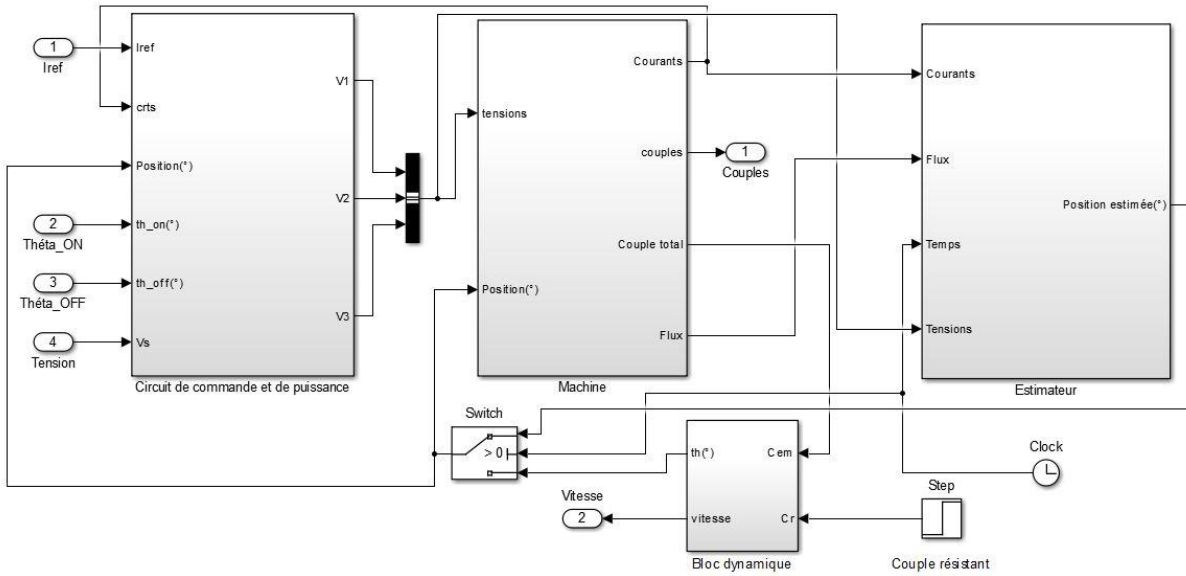 1
Iref
2
Théta_ON
3
Théta_OFF
4
Tension
Iref
crts
Position(°)
th_on(°)
th_off(°)
Vs
V1
V2
V3
Circuit de commande et de puissance
tensions
Position(°)
Courants
couples
Couple total
Flux
Machine
1
Couples
Courants
Flux
Temps
Tensions
Position estimée(°)
Estimateur
Switch
> 0
th(°)
vitesse
Cem
Cr
Bloc dynamique
Vitesse
2
Clock
Step
Couple résistant